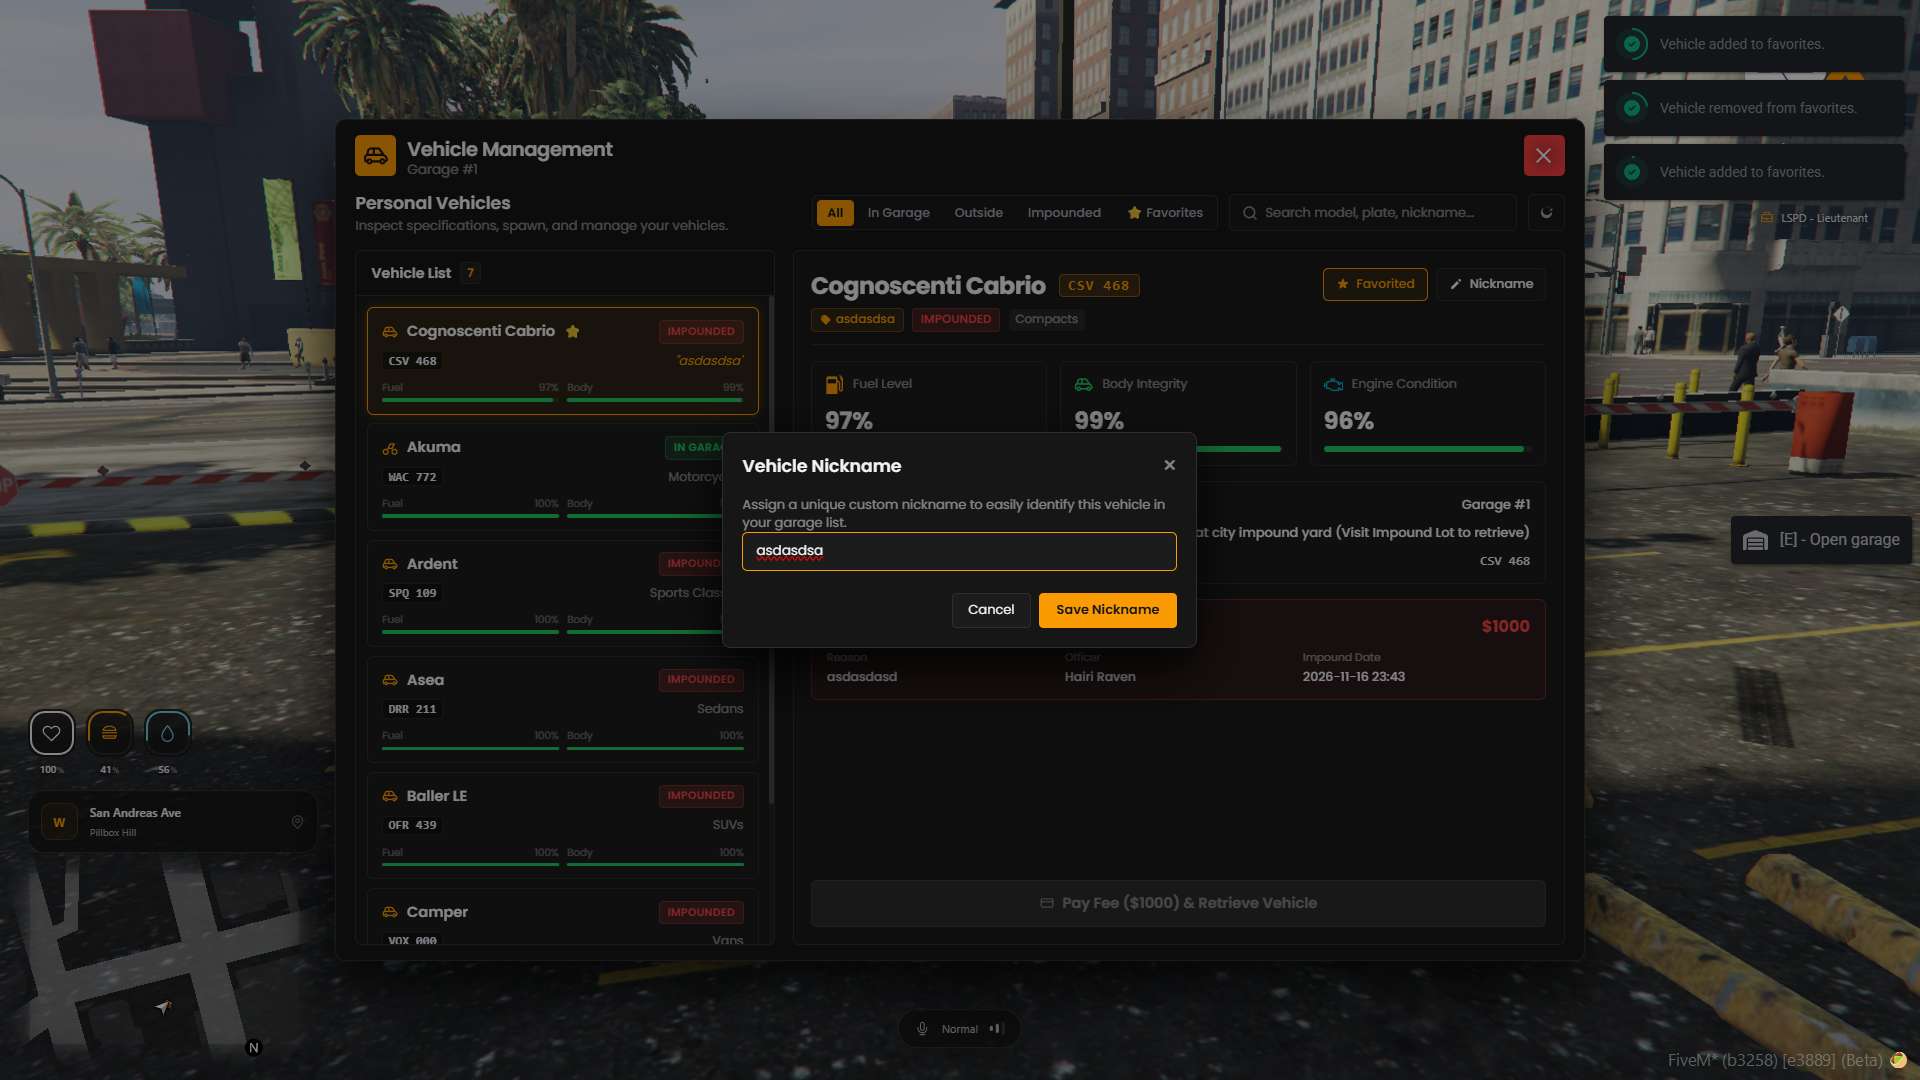 Vehicle added to favorites.
Vehicle removed from favorites.
Vehicle added to favorites.
LSPD - Lieutenant
Vehicle Management
Garage #1
Personal Vehicles
Inspect specifications, spawn, and manage your vehicles.
All
In Garage
Outside
Impounded
Favorites
Search model, plate, nickname...
Vehicle List 7
Cognoscenti Cabrio
IMPOUNDED
CSV 468
"asdasdsa"
Fuel 97% Body 99%
Akuma
WAC 772
Fuel 100% Body
Ardent
SPQ 109
Fuel 100% Body
Asea
IMPOUNDED
DRR 211
Sedans
Fuel 100% Body 100%
Baller LE
IMPOUNDED
OFR 439
SUVs
Fuel 100% Body 100%
Camper
IMPOUNDED
VOX 000
Vans
Cognoscenti Cabrio
CSV 468
Favorited
Nickname
asdasdsa
IMPOUNDED
Compacts
Fuel Level
97%
Body Integrity
99%
Engine Condition
96%
Garage #1
at city impound yard (Visit Impound Lot to retrieve)
CSV 468
$1000
Reason
asdasdasd
Officer
Hairi Raven
Impound Date
2026-11-16 23:43
Pay Fee ($1000) & Retrieve Vehicle
Vehicle Nickname
Assign a unique custom nickname to easily identify this vehicle in
your garage list.
asdasdsa
Cancel
Save Nickname
[E] - Open garage
100%
41%
56%
W
San Andreas Ave
Pillbox Hill
N
Normal
FiveM* (b3258) [e3889] (Beta)